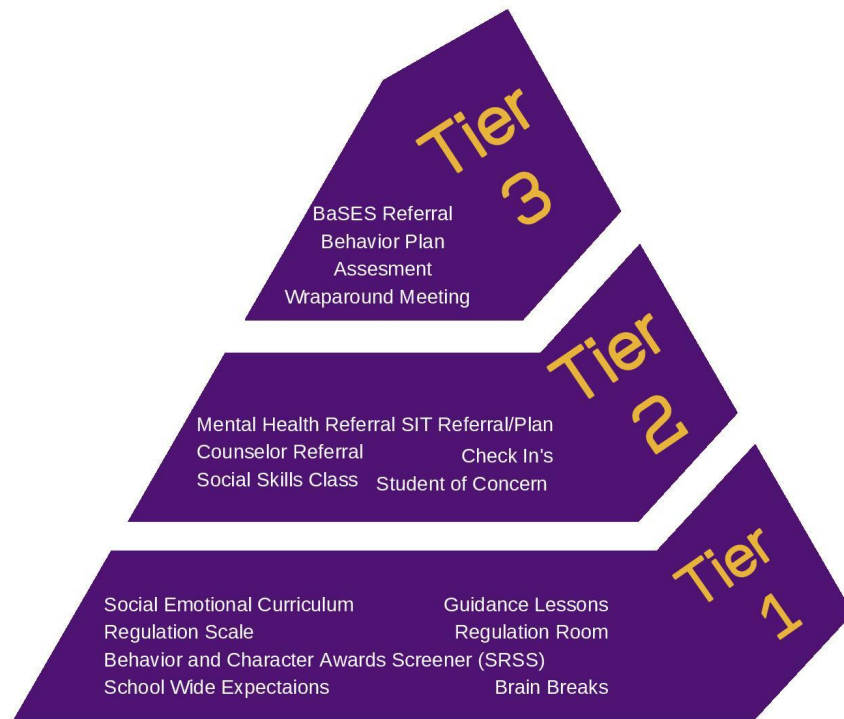 Tier
3
BaSES Referral
Behavior Plan
Assesment
Wraparound Meeting
Tier
2
Mental Health Referral SIT Referral/Plan
Counselor Referral
Check In's
Social Skills Class
Student of Concern
Tier
1
Social Emotional Curriculum
Guidance Lessons
Regulation Scale
Regulation Room
Behavior and Character Awards Screener (SRSS)
School Wide Expectaions
Brain Breaks